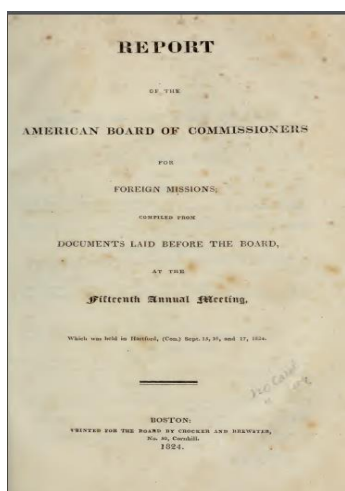 REPORT
OF THE
AMERICAN BOARD OF COMMISSIONERS
FOR
FOREIGN MISSIONS;
COMPILED FROM
DOCUMENTS LAID BEFORE THE BOARD,
AT THE
Fifteenth Annual Meeting,
Which was held in Hartford, (Con.) Sept. 15, 16, and 17, 1824.
BOSTON:
PRINTED FOR THE BOARD BY CROCKER AND BREWSTER,
No. 50, Cornhill.
1824.